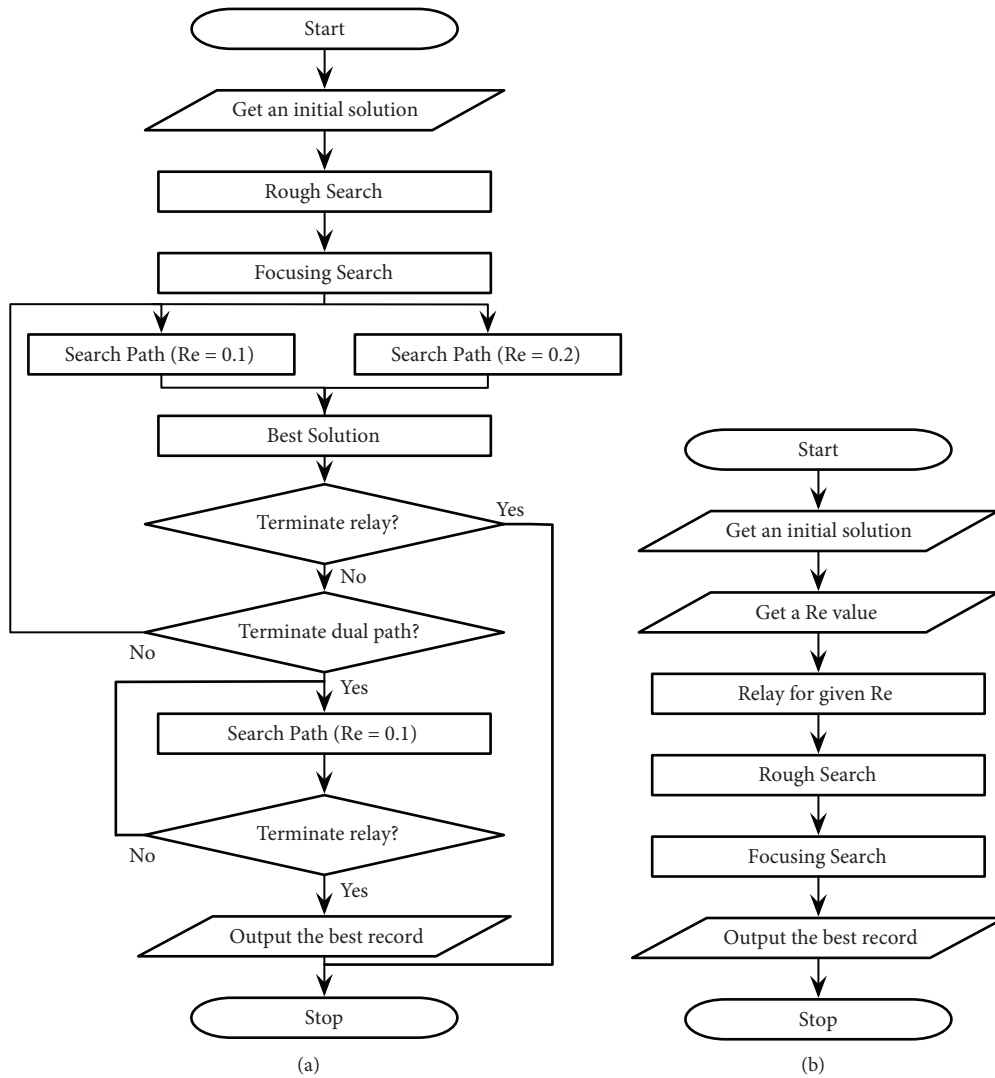 Start
Get an initial solution
Rough Search
Focusing Search
Search Path (Re = 0.1)
Search Path (Re = 0.2)
Best Solution
Terminate relay?
Yes
No
Terminate dual path?
No
Yes
Search Path (Re = 0.1)
Terminate relay?
No
Yes
Output the best record
Stop
(a)
Start
Get an initial solution
Get a Re value
Relay for given Re
Rough Search
Focusing Search
Output the best record
Stop
(b)